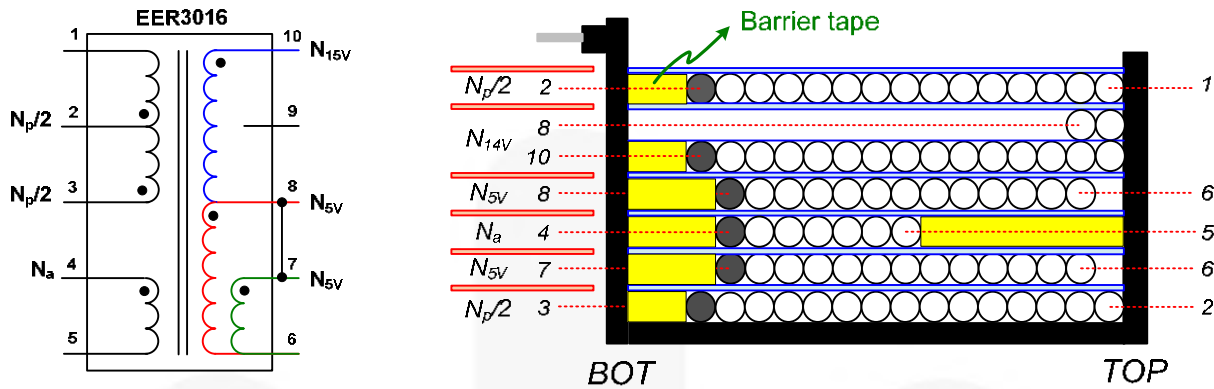 EER3016
1
10
N15V
2
Np/2
9
3
Np/2
8
N5V
4
Na
7
N5V
5
6
Barrier tape
Np/2 2 1
N14V 8
10
N5V 8 6
Na 4 5
N5V 7 6
Np/2 3 2
BOT
TOP